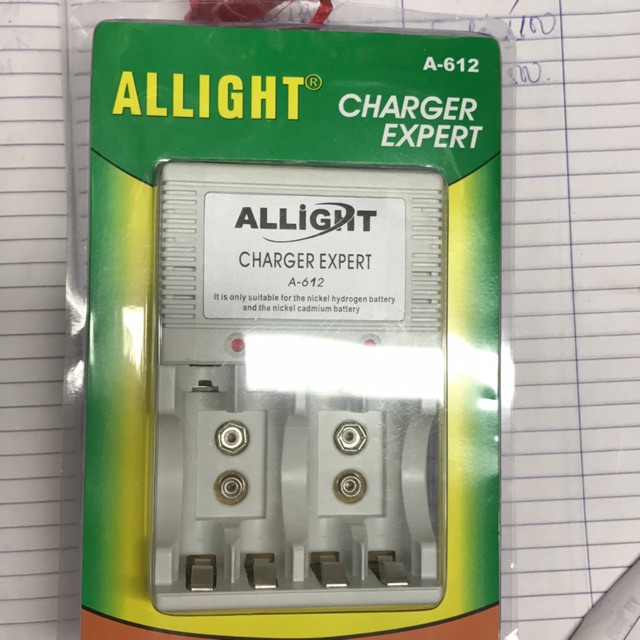 A-612
ALLIGHT®
CHARGER
EXPERT
ALLiGHT
CHARGER EXPERT
A-612
It is only suitable for the nickel hydrogen battery
and the nickel cadmium battery